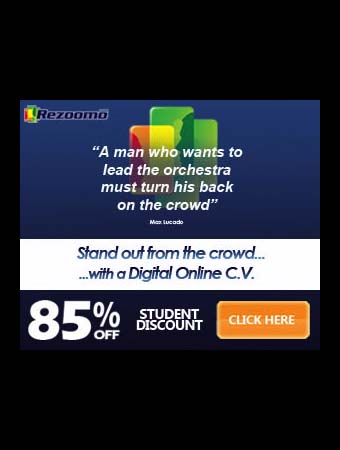 Rezoomo
“A man who wants to
lead the orchestra
must turn his back
on the crowd”
Max Lucado
Stand out from the crowd...
...with a Digital Online C.V.
85% OFF
STUDENT
DISCOUNT
CLICK HERE